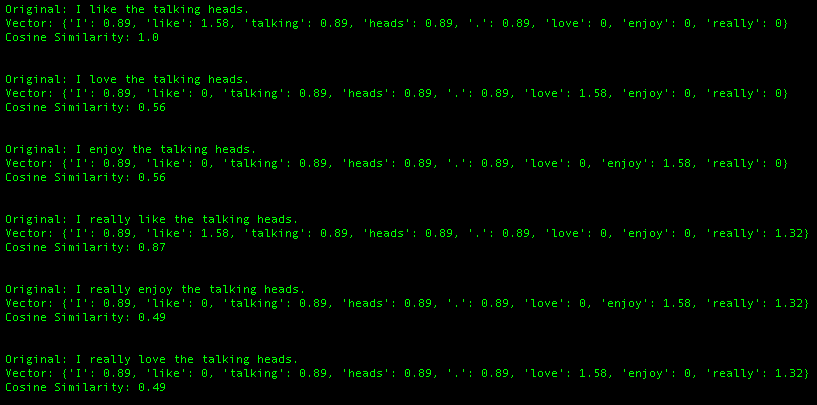 Original: I like the talking heads.
Vector: {'I': 0.89, 'like': 1.58, 'talking': 0.89, 'heads': 0.89, '.': 0.89, 'love': 0, 'enjoy': 0, 'really': 0}
Cosine Similarity: 1.0
Original: I love the talking heads.
Vector: {'I': 0.89, 'like': 0, 'talking': 0.89, 'heads': 0.89, '.': 0.89, 'love': 1.58, 'enjoy': 0, 'really': 0}
Cosine Similarity: 0.56
Original: I enjoy the talking heads.
Vector: {'I': 0.89, 'like': 0, 'talking': 0.89, 'heads': 0.89, '.': 0.89, 'love': 0, 'enjoy': 1.58, 'really': 0}
Cosine Similarity: 0.56
Original: I really like the talking heads.
Vector: {'I': 0.89, 'like': 1.58, 'talking': 0.89, 'heads': 0.89, '.': 0.89, 'love': 0, 'enjoy': 0, 'really': 1.32}
Cosine Similarity: 0.87
Original: I really enjoy the talking heads.
Vector: {'I': 0.89, 'like': 0, 'talking': 0.89, 'heads': 0.89, '.': 0.89, 'love': 0, 'enjoy': 1.58, 'really': 1.32}
Cosine Similarity: 0.49
Original: I really love the talking heads.
Vector: {'I': 0.89, 'like': 0, 'talking': 0.89, 'heads': 0.89, '.': 0.89, 'love': 1.58, 'enjoy': 0, 'really': 1.32}
Cosine Similarity: 0.49